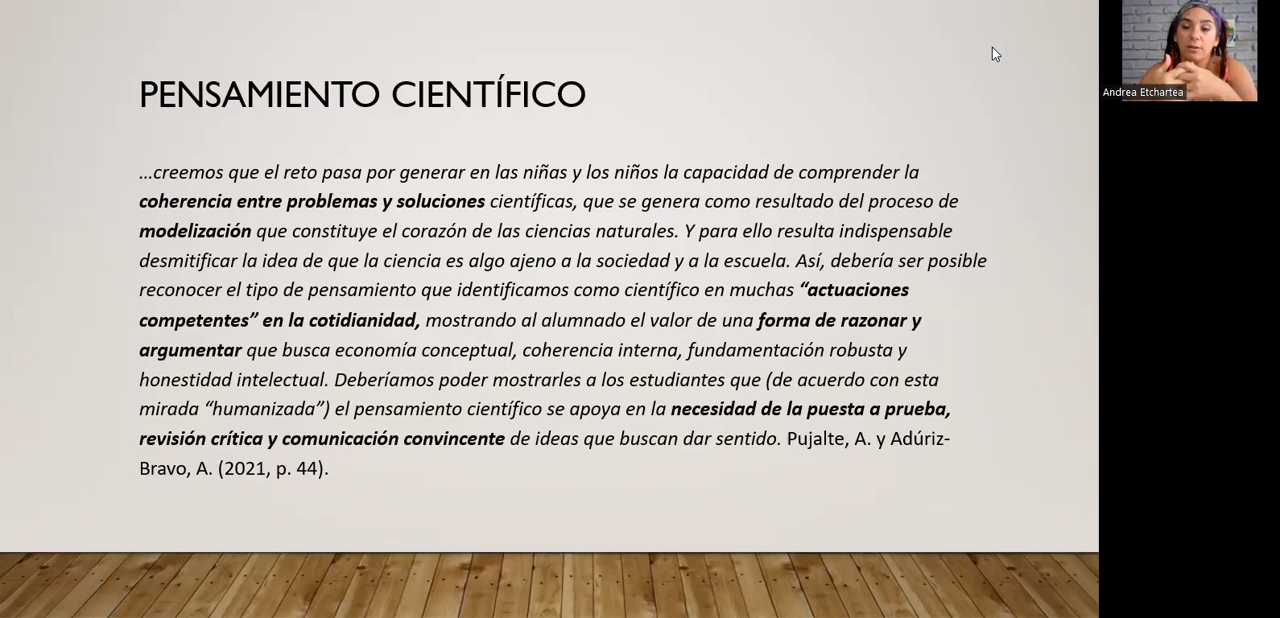 PENSAMIENTO CIENTÍFICO
…creemos que el reto pasa por generar en las niñas y los niños la capacidad de comprender la
coherencia entre problemas y soluciones científicas, que se genera como resultado del proceso de
modelización que constituye el corazón de las ciencias naturales. Y para ello resulta indispensable
desmitificar la idea de que la ciencia es algo ajeno a la sociedad y a la escuela. Así, debería ser posible
reconocer el tipo de pensamiento que identificamos como científico en muchas “actuaciones
competentes” en la cotidianidad, mostrando al alumnado el valor de una forma de razonar y
argumentar que busca economía conceptual, coherencia interna, fundamentación robusta y
honestidad intelectual. Deberíamos poder mostrarles a los estudiantes que (de acuerdo con esta
mirada “humanizada”) el pensamiento científico se apoya en la necesidad de la puesta a prueba,
revisión crítica y comunicación convincente de ideas que buscan dar sentido. Pujalte, A. y Adúriz-
Bravo, A. (2021, p. 44).
Andrea Etchartea